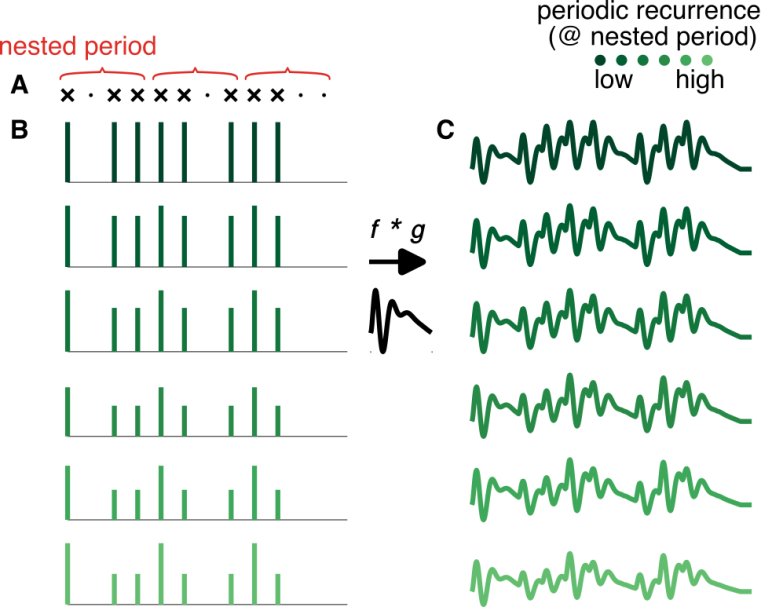 periodic recurrence
(@ nested period)
low high
nested period
A × · × × × × · × × × · ·
B
C
f * g